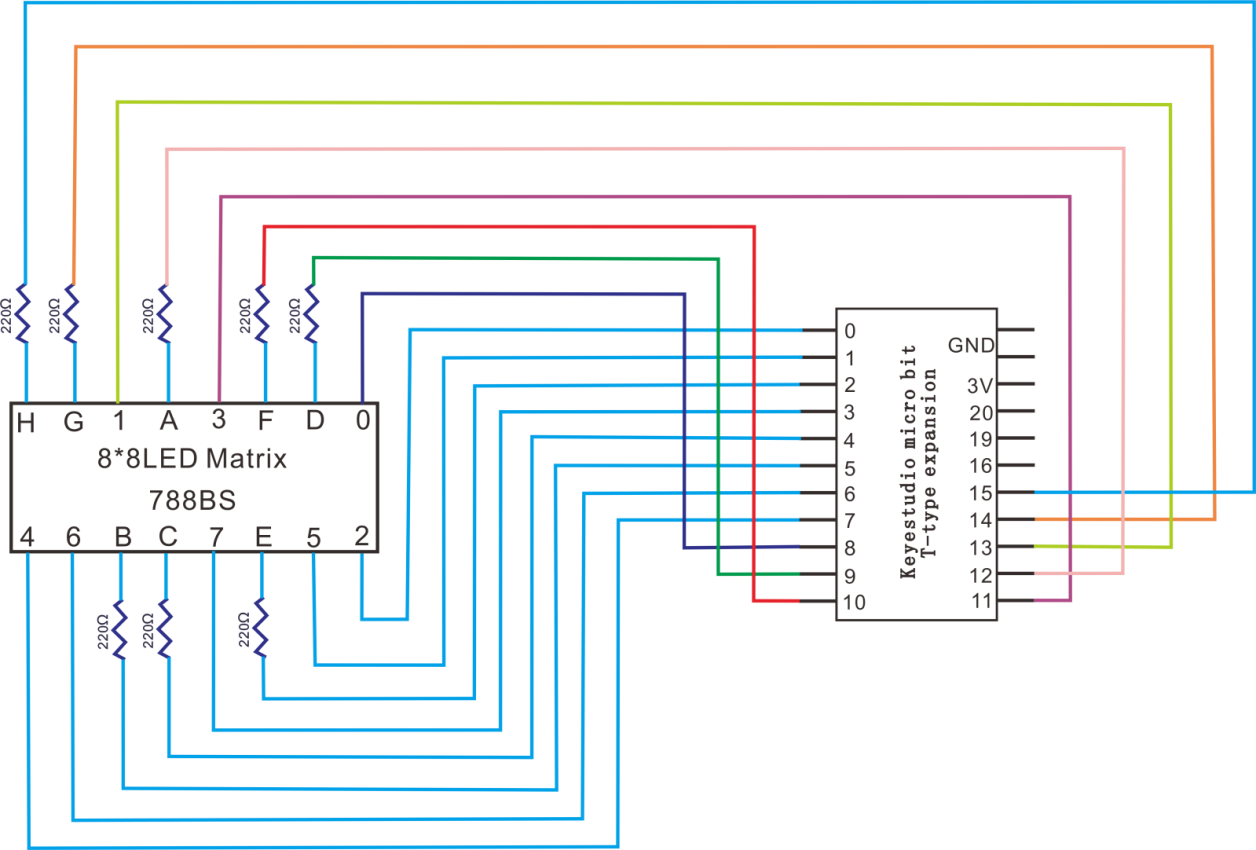 220Ω
220Ω
220Ω
220Ω
220Ω
H G 1 A 3 F D 0
8*8LED Matrix
788BS
4 6 B C 7 E 5 2
220Ω
220Ω
220Ω
0
1
2
3
4
5
6
7
8
9
10
Keyestudio micro bit
T-type expansion
GND
3V
20
19
16
15
14
13
12
11